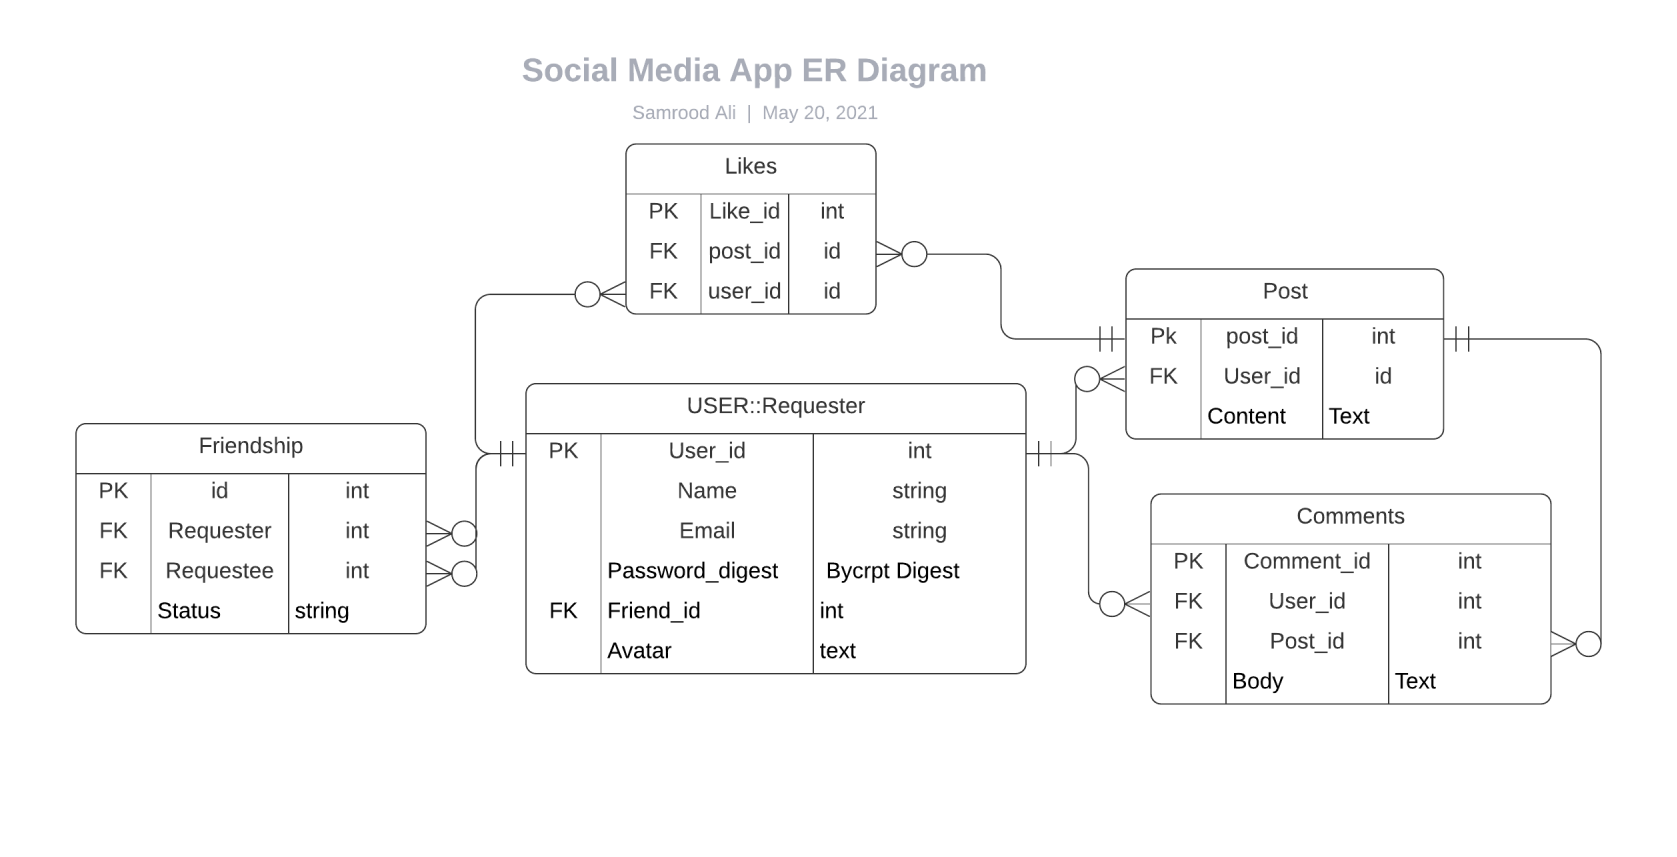 Social Media App ER Diagram
Samrood Ali | May 20, 2021
Likes
PK Like_id int
FK post_id id
FK user_id id
Post
Pk post_id int
FK User_id id
Content Text
USER::Requester
PK User_id int
Name string
Email string
Password_digest Bycrpt Digest
FK Friend_id int
Avatar text
Friendship
PK id int
FK Requester int
FK Requestee int
Status string
Comments
PK Comment_id int
FK User_id int
FK Post_id int
Body Text